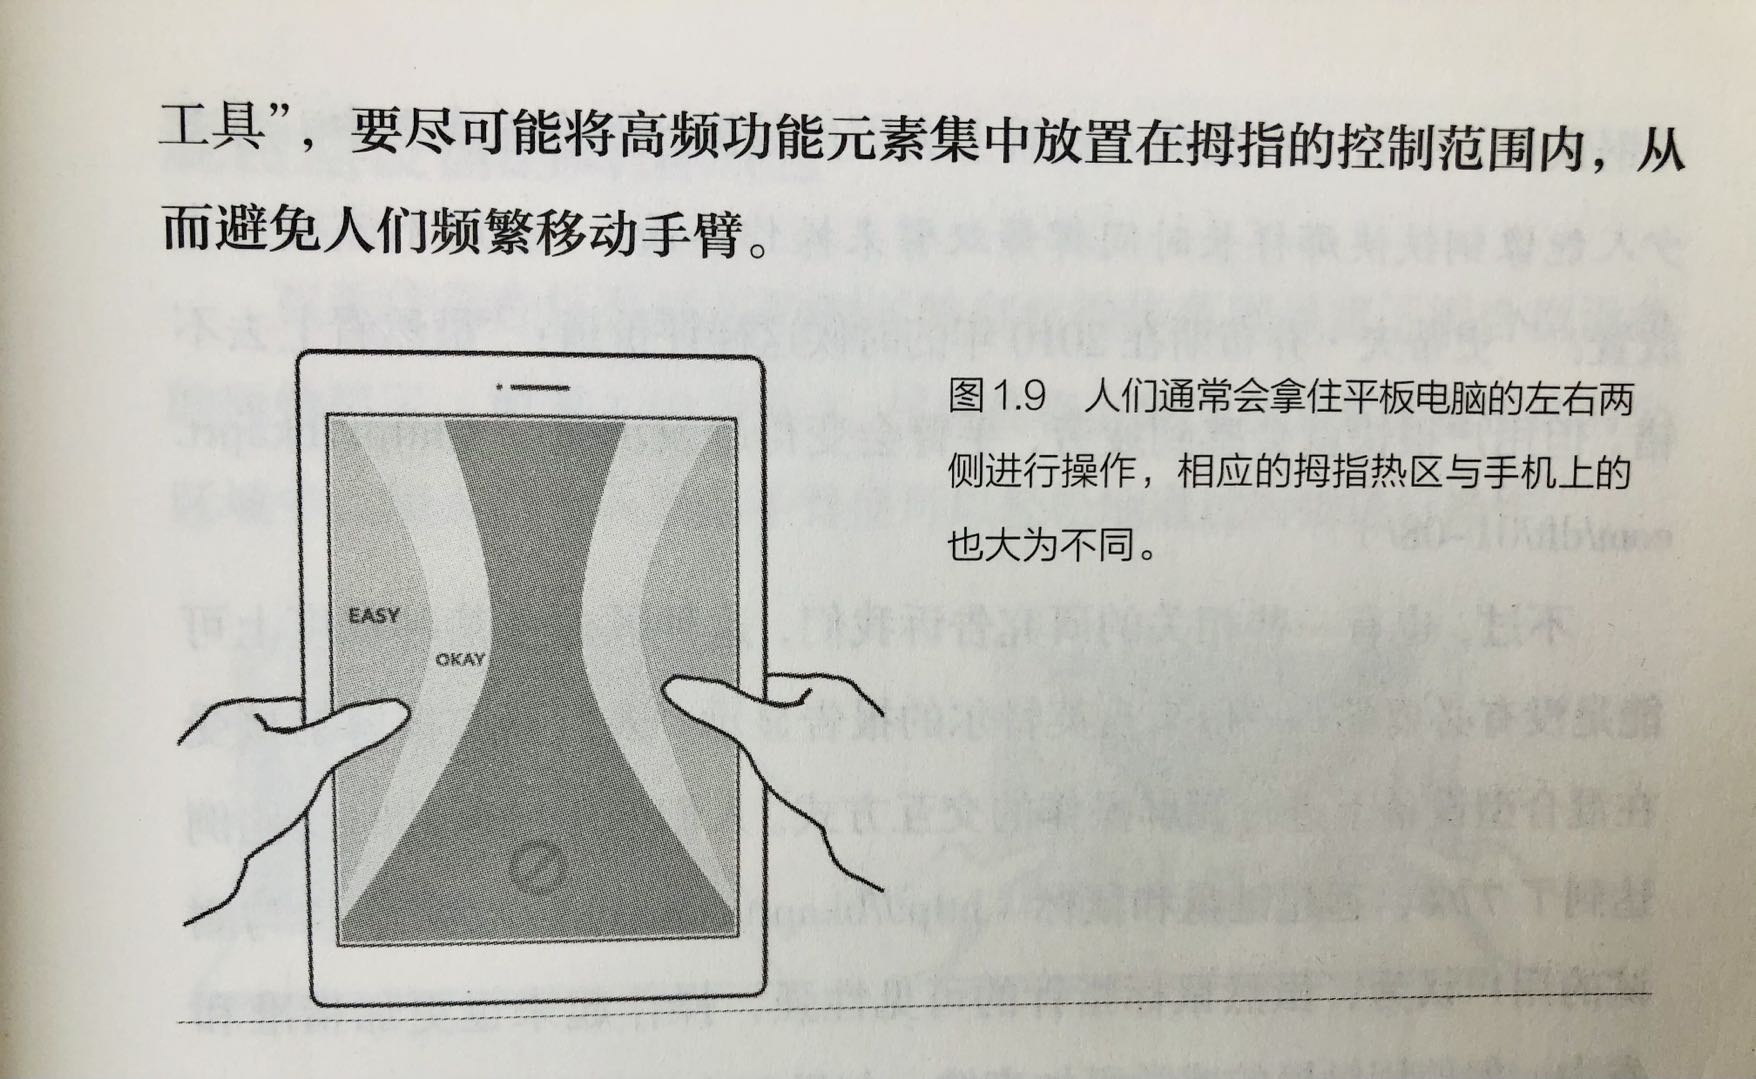 工具”，要尽可能将高频功能元素集中放置在拇指的控制范围内，从
而避免人们频繁移动手臂。
图 1.9　人们通常会拿住平板电脑的左右两
侧进行操作，相应的拇指热区与手机上的
也大为不同。
EASY
OKAY